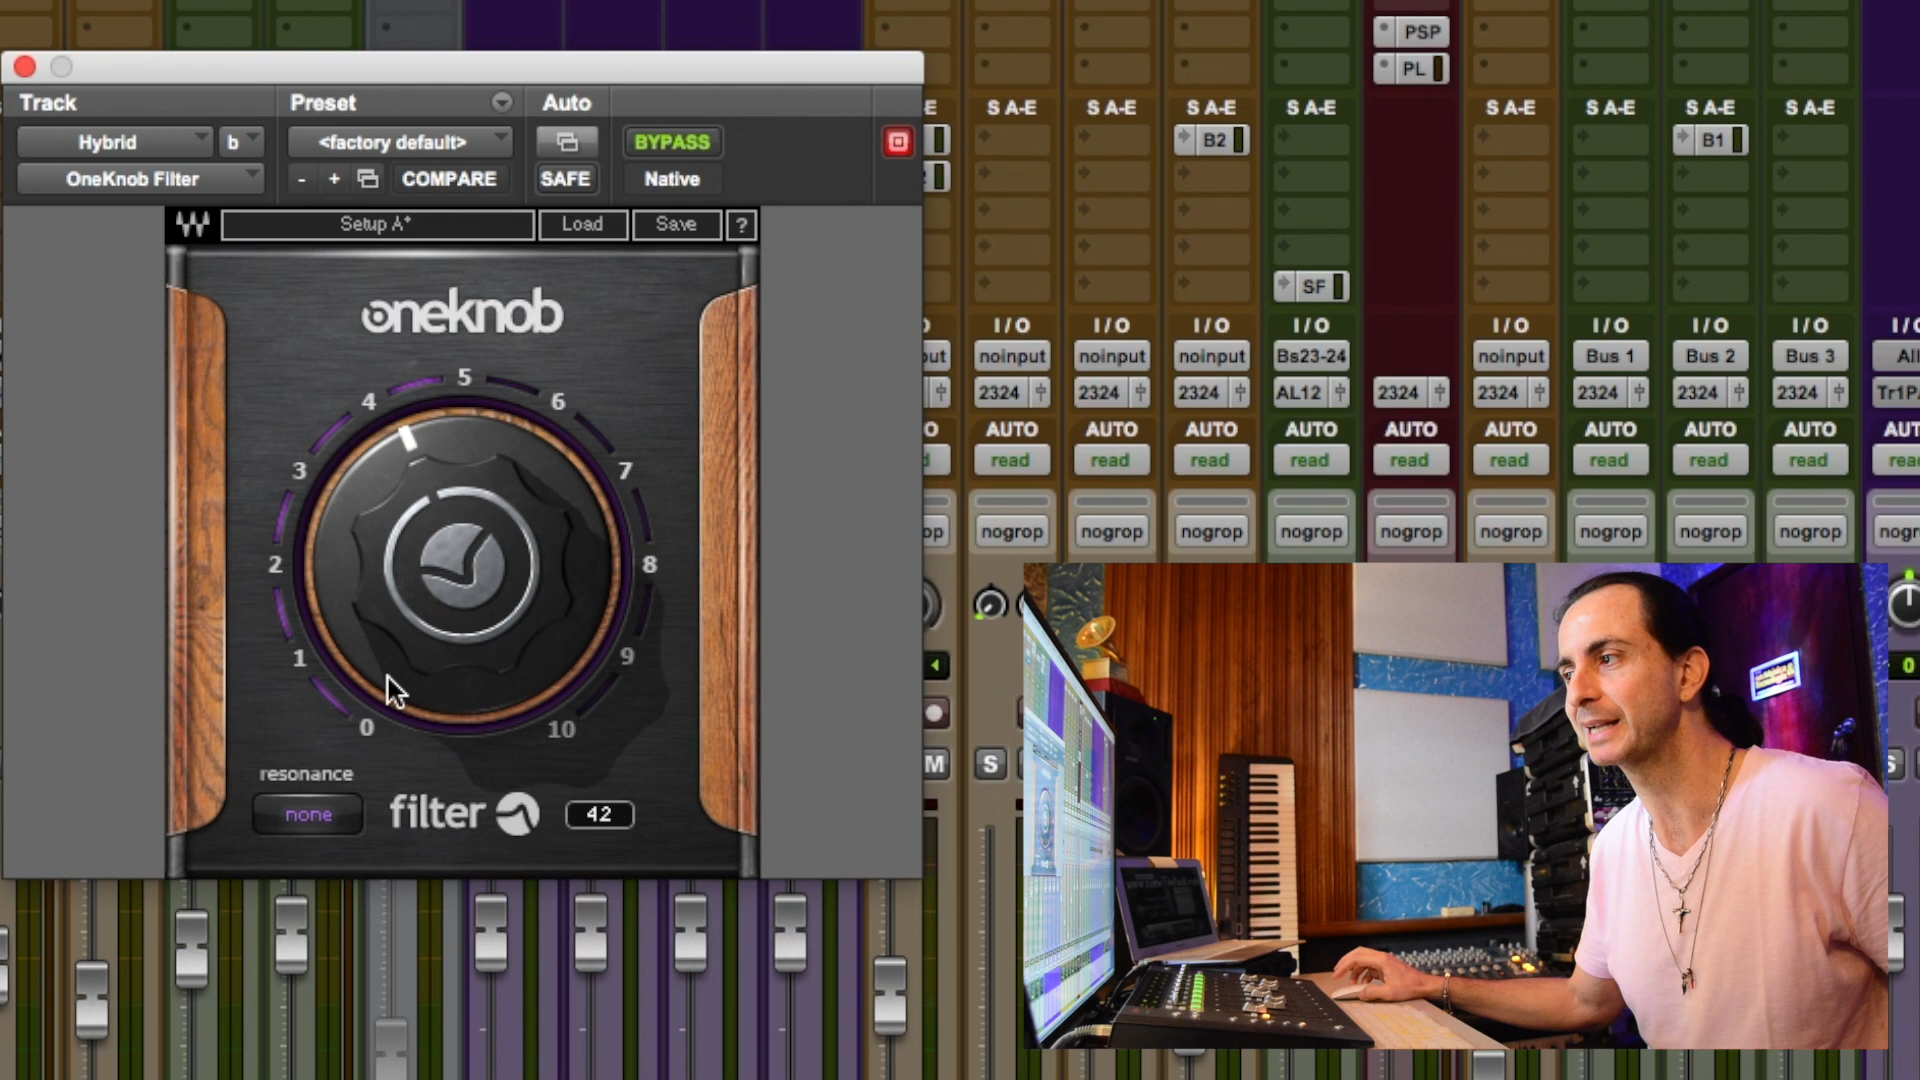 PSP
PL
Track
Preset
Auto
Hybrid
b
<factory default>
BYPASS
OneKnob Filter
- +
COMPARE
SAFE
Native
E S A-E S A-E S A-E S A-E S A-E S A-E S A-E S A-E
B2 B1
SF
Setup A*
Load
Save
?
oneknob
0
1
2
3
4
5
6
7
8
9
10
resonance
none
filter
42
I/O I/O I/O I/O I/O I/O I/O I/O
noinput noinput noinput Bs23-24 noinput Bus 1 Bus 2 Bus 3
2324 2324 2324 AL12 2324 2324 2324 2324 2324
AUTO AUTO AUTO AUTO AUTO AUTO AUTO AUTO AUTO
read read read read read read read read read
nogrop nogrop nogrop nogrop nogrop nogrop nogrop nogrop nogrop
M S
0